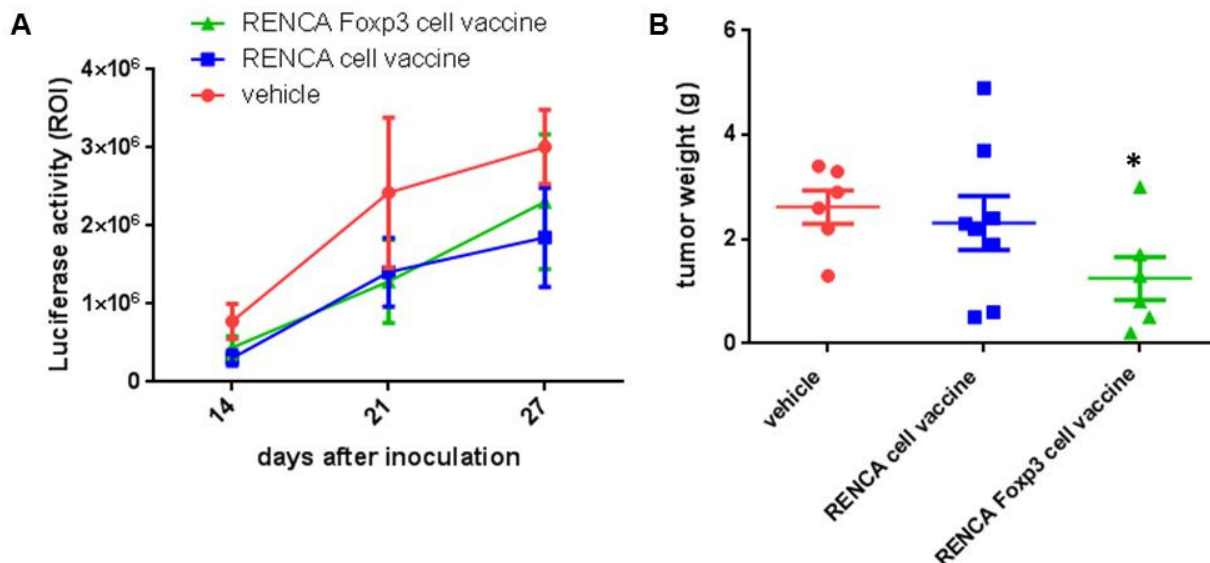 A
RENCA Foxp3 cell vaccine
RENCA cell vaccine
vehicle
Luciferase activity (ROI)
4×10⁶
3×10⁶
2×10⁶
1×10⁶
0
14
21
27
days after inoculation
B
tumor weight (g)
6
4
2
0
*
vehicle
RENCA cell vaccine
RENCA Foxp3 cell vaccine